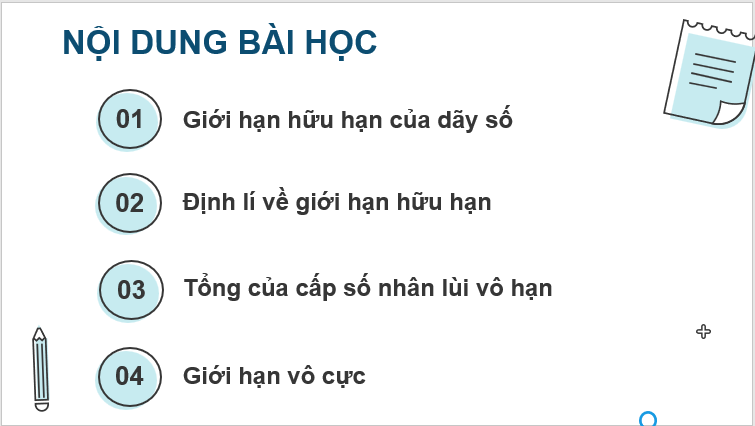 NỘI DUNG BÀI HỌC
01 Giới hạn hữu hạn của dãy số
02 Định lí về giới hạn hữu hạn
03 Tổng của cấp số nhân lùi vô hạn
04 Giới hạn vô cực